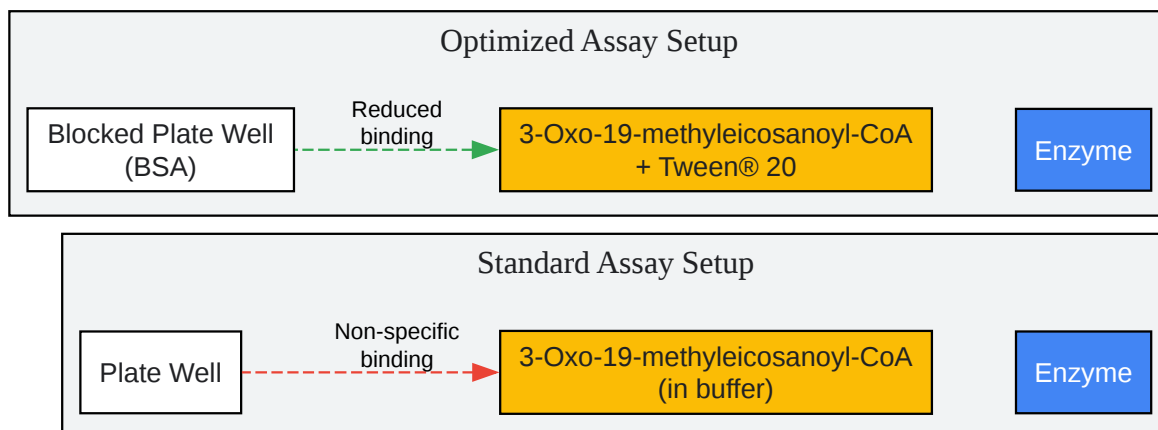 Optimized Assay Setup
Blocked Plate Well
(BSA)
Reduced
binding
3-Oxo-19-methyleicosanoyl-CoA
+ Tween® 20
Enzyme
Standard Assay Setup
Plate Well
Non-specific
binding
3-Oxo-19-methyleicosanoyl-CoA
(in buffer)
Enzyme